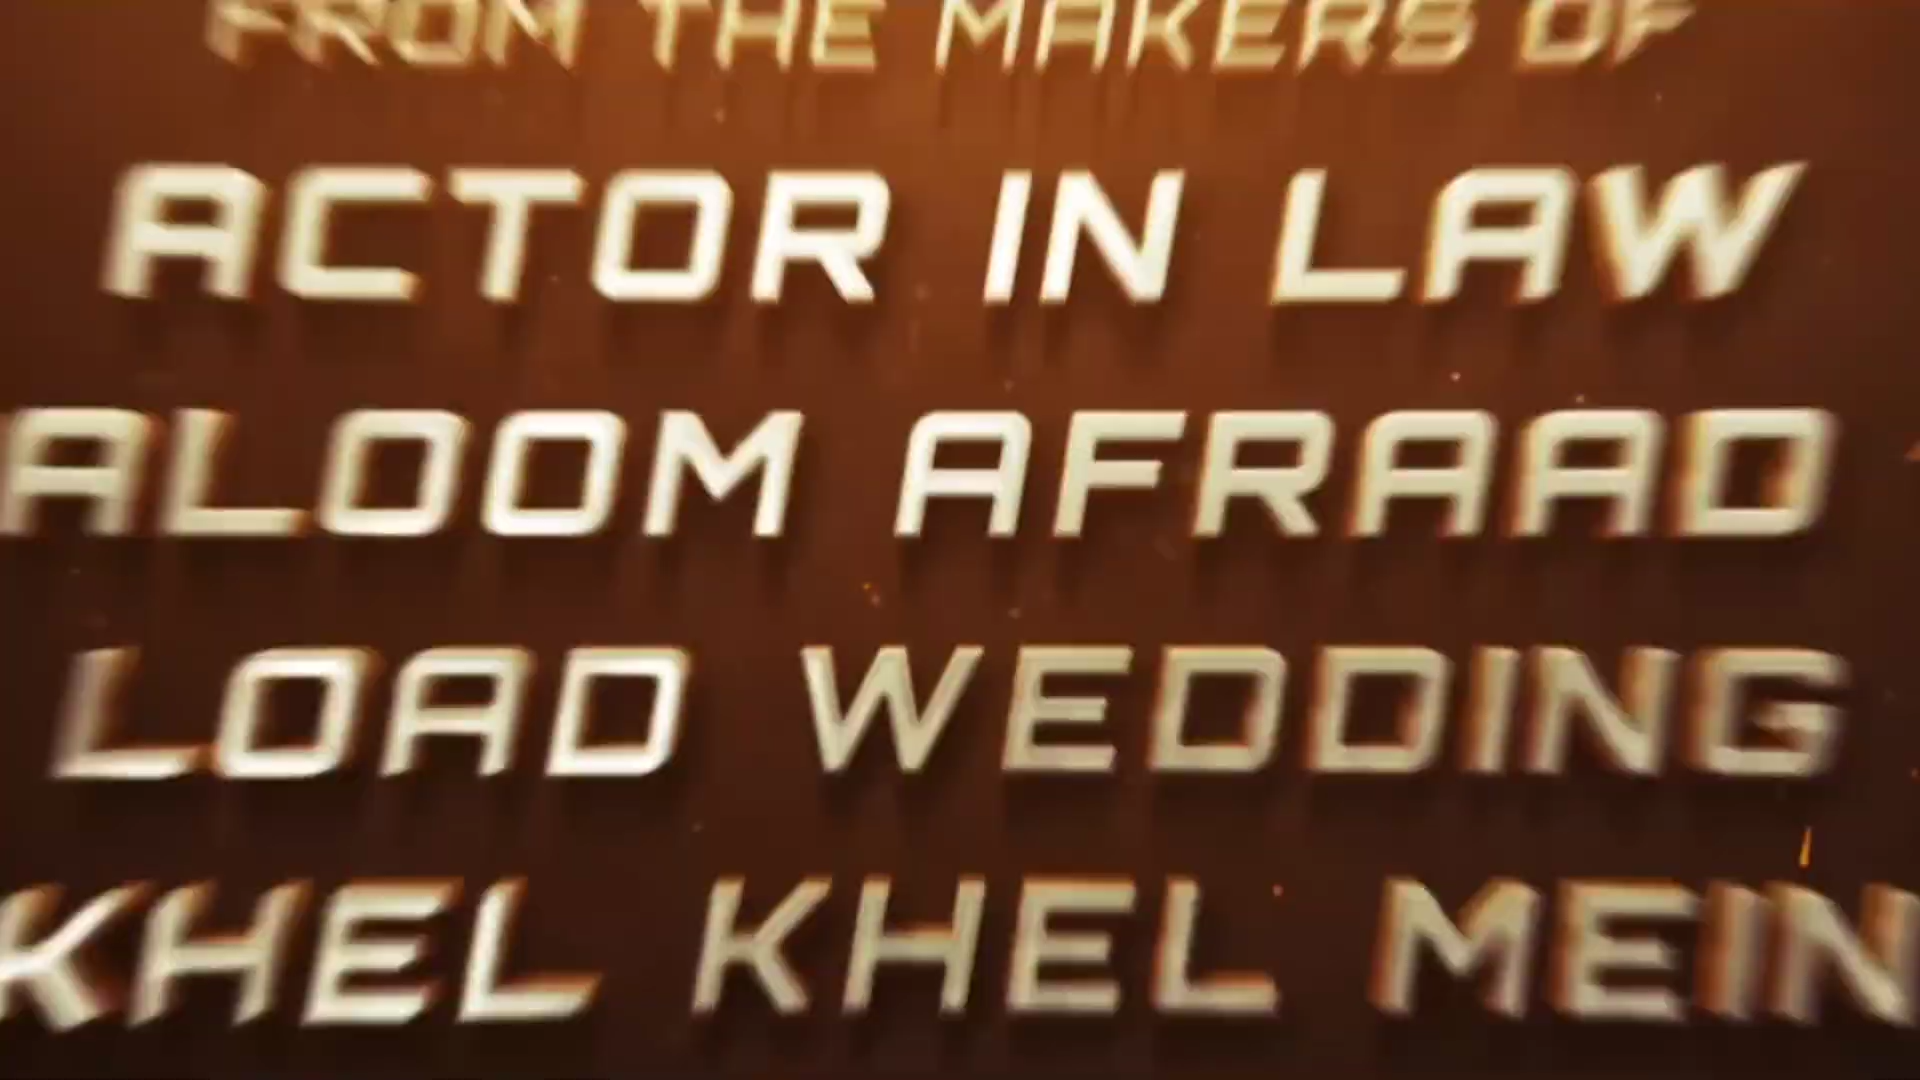 FROM THE MAKERS OF
ACTOR IN LAW
ALOOM AFRAAD
LOAD WEDDING
KHEL KHEL MEIN